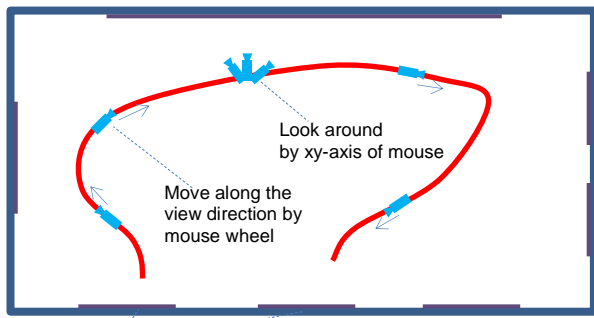 Look around
by xy-axis of mouse
Move along the
view direction by
mouse wheel